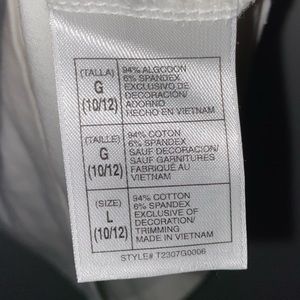 (TALLA)
G
(10/12)
94% ALGODON
6% SPANDEX
EXCLUSIVO DE
DECORACION/
ADORNO
HECHO EN VIETNAM
(TAILLE)
G
(10/12)
94% COTON
6% SPANDEX
SAUF DECORACION/
SAUF GARNITURES
FABRIQUÉ AU
VIETNAM
(SIZE)
L
(10/12)
94% COTTON
6% SPANDEX
EXCLUSIVE OF
DECORATION/
TRIMMING
MADE IN VIETNAM
STYLE# T2307G0006